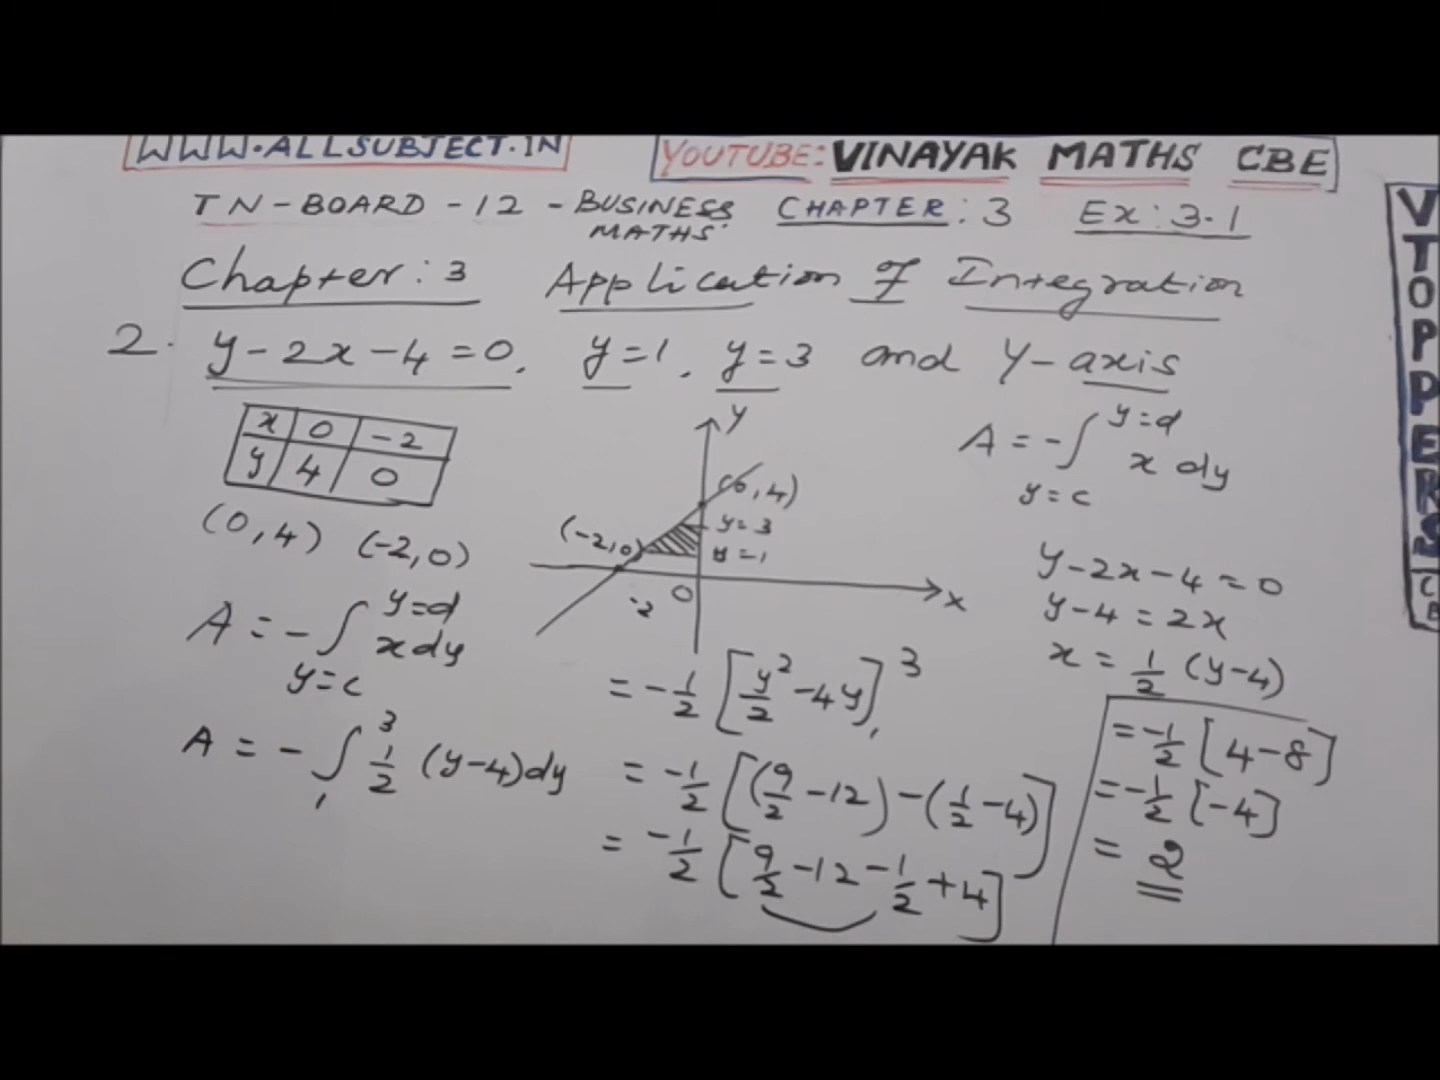 WWW.ALLSUBJECT.IN
YOUTUBE: VINAYAK MATHS CBE
TN-BOARD-12-BUSINESS MATHS CHAPTER: 3 EX: 3.1
Chapter: 3 Application of Integration
2. y-2x-4=0, y=1, y=3 and Y-axis
x 0 -2
y 4 0
(0,4) (-2,0)
A = -∫ y=d x dy
y=c
A = -∫ 3 1/2 (y-4)dy
1
Y
(0,4)
y=3
(-2,0)
y=1
-2 0 X
= -1/2 [y²/2 -4y] 3
1
= -1/2 [(9/2 -12) -(1/2 -4)]
= -1/2 [9/2 -12 -1/2 +4]
A = -∫ y=d x dy
y=c
y-2x-4=0
y-4=2x
x = 1/2 (y-4)
= -1/2 [4-8]
= -1/2 [-4]
= 2
VTOPPERS
CB